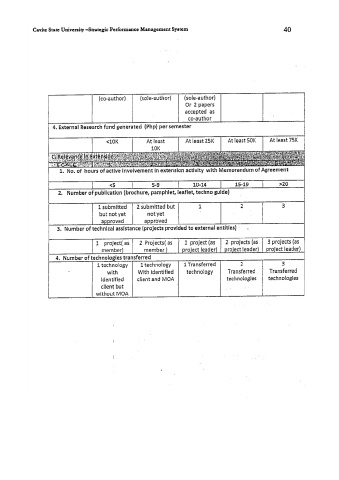 Cavite State University –Strategic Performance Management System 40
(co-author) (sole-author) (sole-author)
Or 2 papers
accepted as
co-author
4. External Research fund generated (Php) per semester
<10K At least 10K At least 25K At least 50K At least 75K
C. Relevance in extension
1. No. of hours of active involvement in extension activity with Memorandum of Agreement
<5 5-9 10-14 15-19 >20
2. Number of publication (brochure, pamphlet, leaflet, techno guide)
1 submitted but not yet approved 2 submitted but not yet approved 1 2 3
3. Number of technical assistance (projects provided to external entities)
1 project( as member) 2 Projects( as member ) 1 project (as project leader) 2 projects (as project leader) 3 projects (as project leader)
4. Number of technologies transferred
1 technology with identified client but without MOA 1 technology With identified client and MOA 1 Transferred technology 2 Transferred technologies 3 Transferred technologies